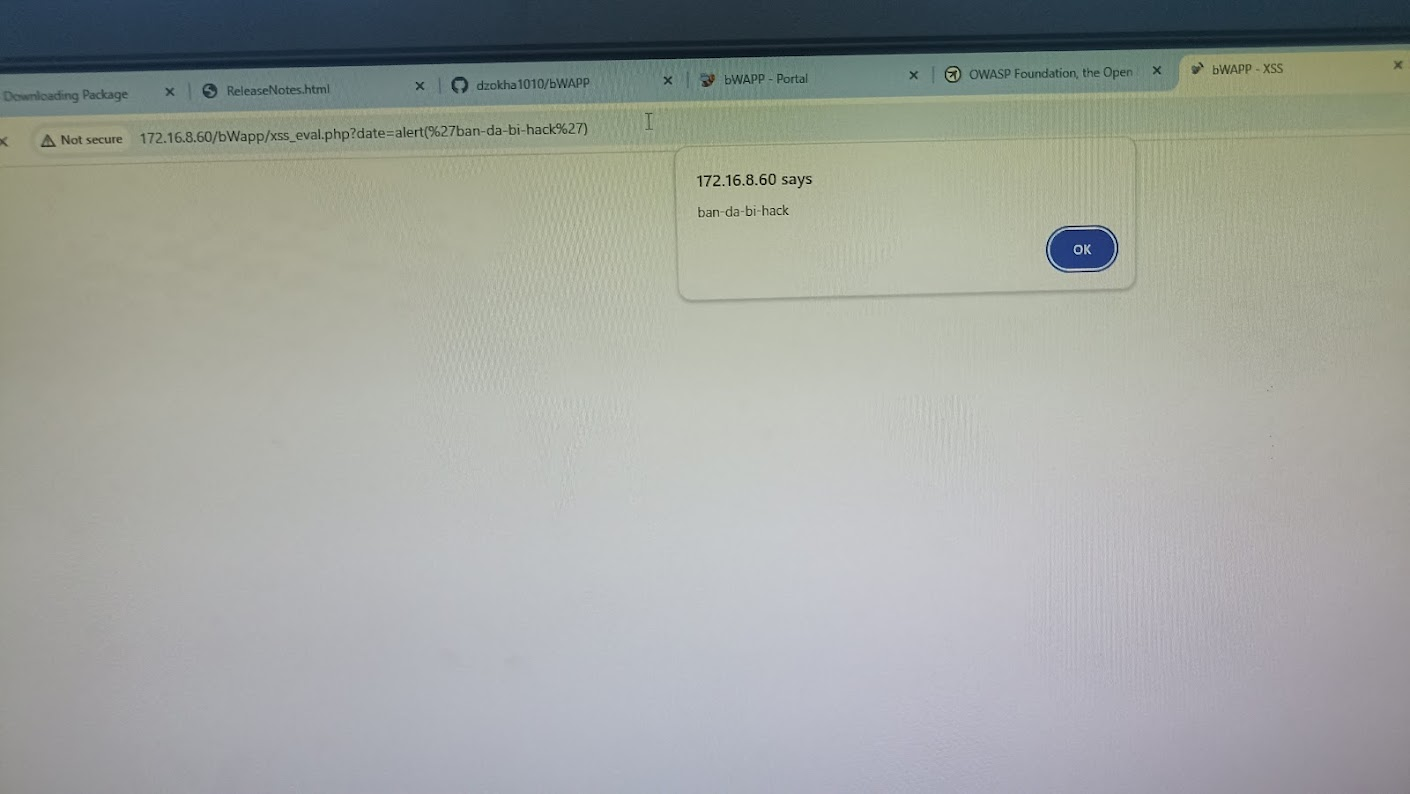 Downloading Package
ReleaseNotes.html
dzokha1010/bWAPP
bWAPP - Portal
OWASP Foundation, the Open
bWAPP - XSS
Not secure
172.16.8.60/bWapp/xss_eval.php?date=alert(%27ban-da-bi-hack%27)
172.16.8.60 says
ban-da-bi-hack
OK